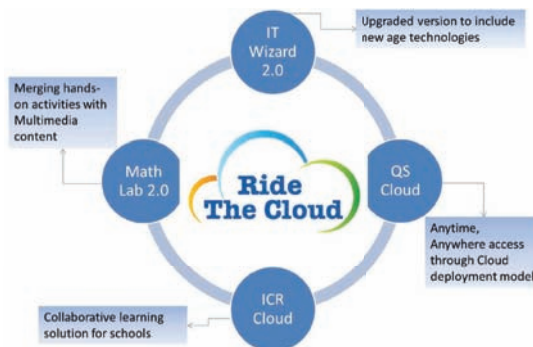 IT
Wizard
2.0
Upgraded version to include
new age technologies
Merging hands-
on activities with
Multimedia
content
Math
Lab 2.0
Ride
The Cloud
QS
Cloud
Anytime,
Anywhere access
through Cloud
deployment model
ICR
Cloud
Collaborative learning
solution for schools